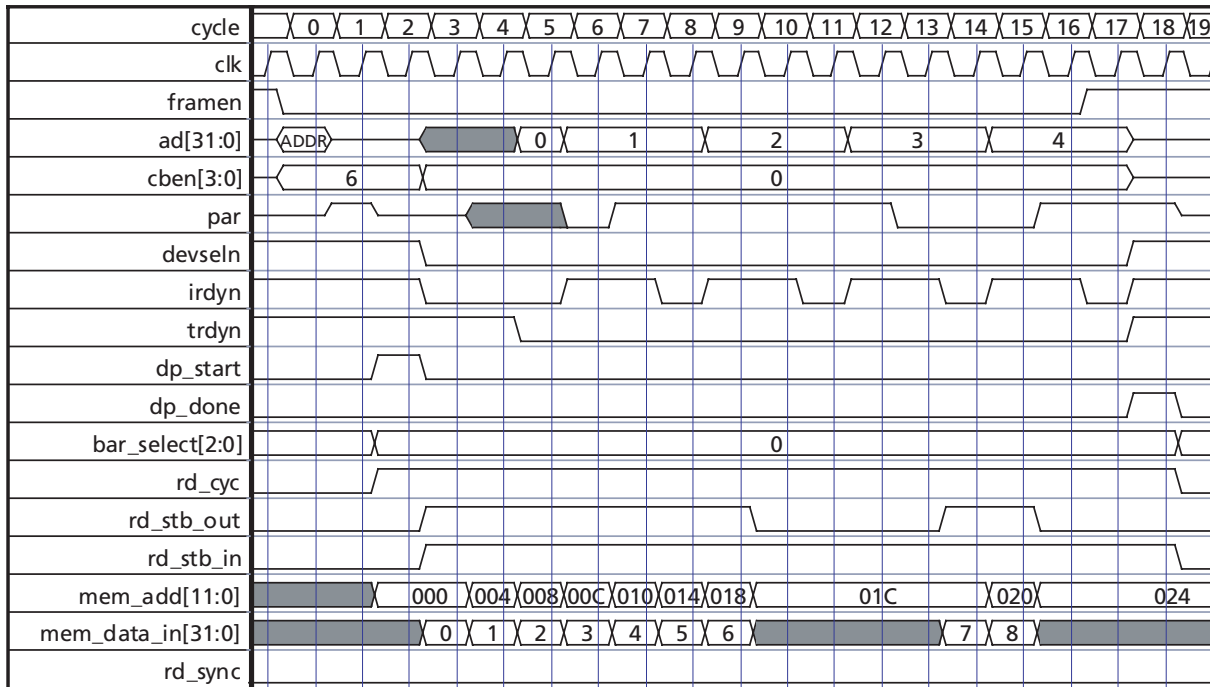 cycle 0 1 2 3 4 5 6 7 8 9 10 11 12 13 14 15 16 17 18 19
clk
framen
ad[31:0] ADDR 0 1 2 3 4
cben[3:0] 6 0
par
devseln
irdyn
trdyn
dp_start
dp_done
bar_select[2:0] 0
rd_cyc
rd_stb_out
rd_stb_in
mem_add[11:0] 000 004 008 00C 010 014 018 01C 020 024
mem_data_in[31:0] 0 1 2 3 4 5 6 7 8
rd_sync